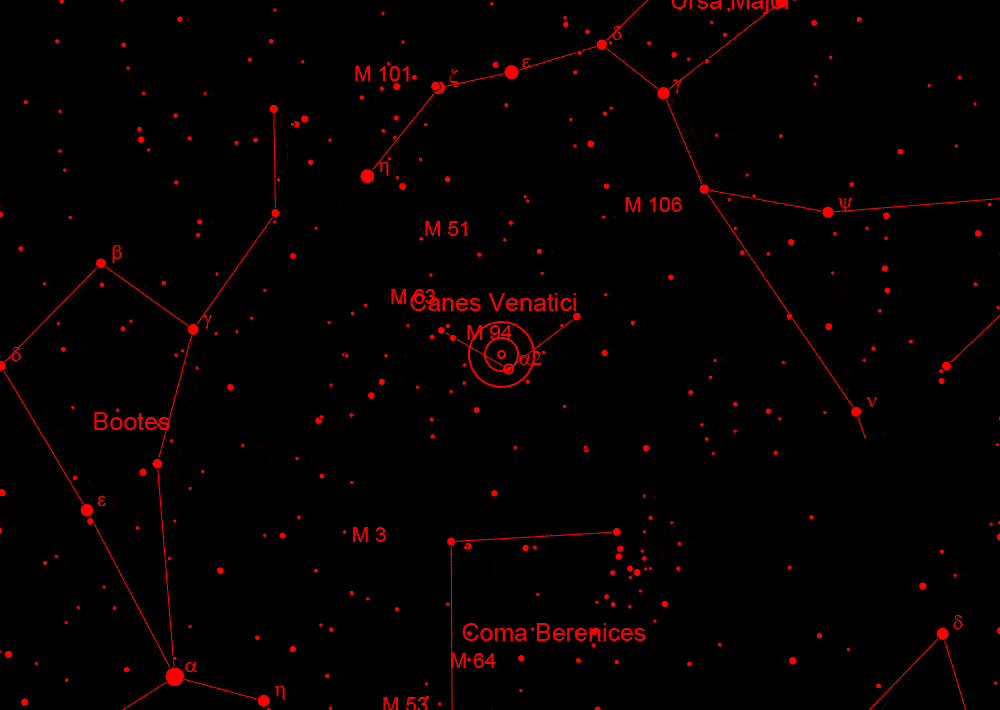 Ursa Major
δ
ε
M 101
ζ
γ
η
ψ
M 106
M 51
β
M 63
Canes Venatici
γ
M 94
δ
α2
ν
Bootes
ε
M 3
δ
Coma Berenices
M 64
α
η
M 53